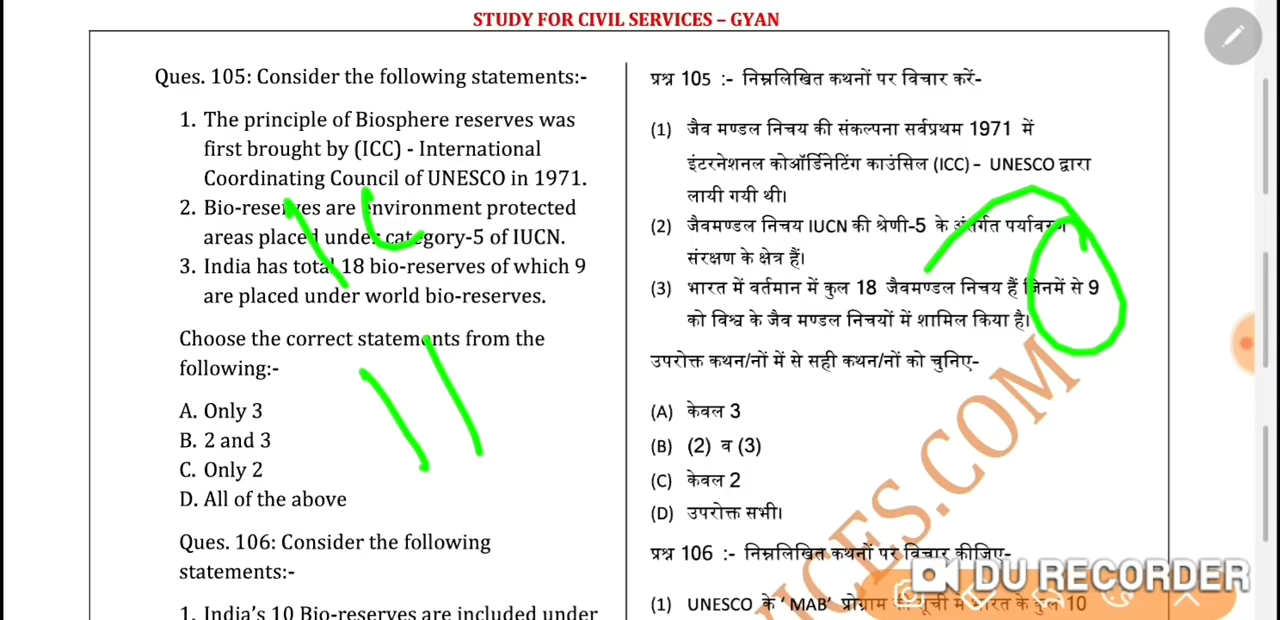 STUDY FOR CIVIL SERVICES – GYAN
Ques. 105: Consider the following statements:-
1. The principle of Biosphere reserves was
first brought by (ICC) - International
Coordinating Council of UNESCO in 1971.
2. Bio-reserves are environment protected
areas placed under category-5 of IUCN.
3. India has total 18 bio-reserves of which 9
are placed under world bio-reserves.
Choose the correct statements from the
following:-
A. Only 3
B. 2 and 3
C. Only 2
D. All of the above
Ques. 106: Consider the following
statements:-
1. India's 10 Bio-reserves are included under
प्रश्न 105 :- निम्नलिखित कथनों पर विचार करें-
(1) जैव मण्डल निचय की संकल्पना सर्वप्रथम 1971 में
इंटरनेशनल कोऑर्डिनेटिंग काउंसिल (ICC) - UNESCO द्वारा
लायी गयी थी।
(2) जैवमण्डल निचय IUCN की श्रेणी-5 के अंतर्गत पर्यावरण
संरक्षण के क्षेत्र हैं।
(3) भारत में वर्तमान में कुल 18 जैवमण्डल निचय हैं जिनमें से 9
को विश्व के जैव मण्डल निचयों में शामिल किया है।
उपरोक्त कथन/नों में से सही कथन/नों को चुनिए-
(A) केवल 3
(B) (2) व (3)
(C) केवल 2
(D) उपरोक्त सभी।
प्रश्न 106 :- निम्नलिखित कथनों पर विचार कीजिए-
(1) UNESCO के ‘MAB’ प्रोग्राम की सूची में भारत के कुल 10
VICES.COM
DU RECORDER